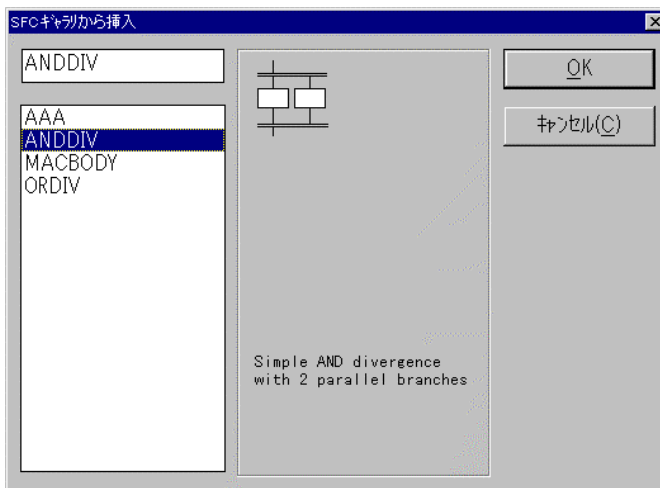 SFCｷﾞｬﾗﾘから挿入
ANDDIV
AAA
ANDDIV
MACBODY
ORDIV
Simple AND divergence
with 2 parallel branches
OK
ｷｬﾝｾﾙ(C)